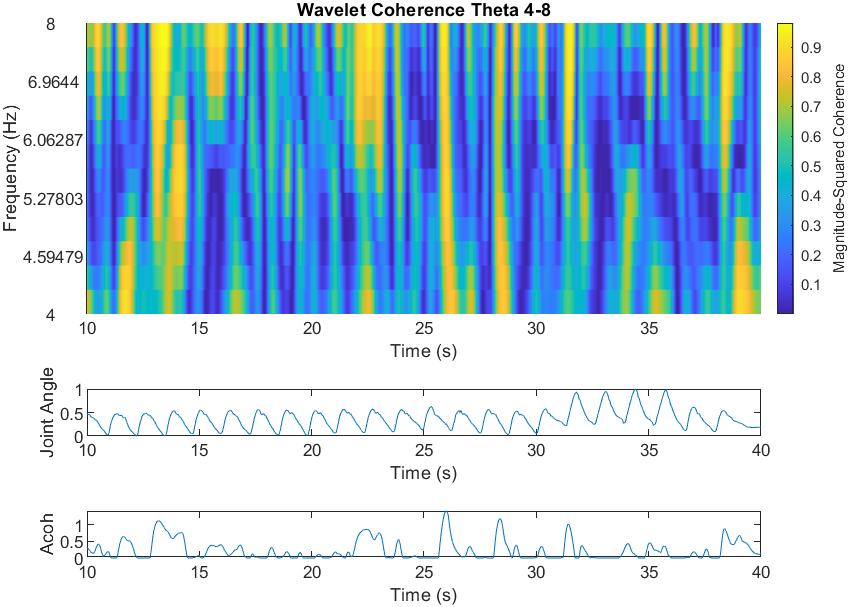 Wavelet Coherence Theta 4-8
8
6.9644
6.06287
5.27803
4.59479
4
Frequency (Hz)
10 15 20 25 30 35
Time (s)
0.9
0.8
0.7
0.6
0.5
0.4
0.3
0.2
0.1
Magnitude-Squared Coherence
Joint Angle
1
0.5
0
10 15 20 25 30 35 40
Time (s)
Acoh
1
0.5
0
10 15 20 25 30 35 40
Time (s)